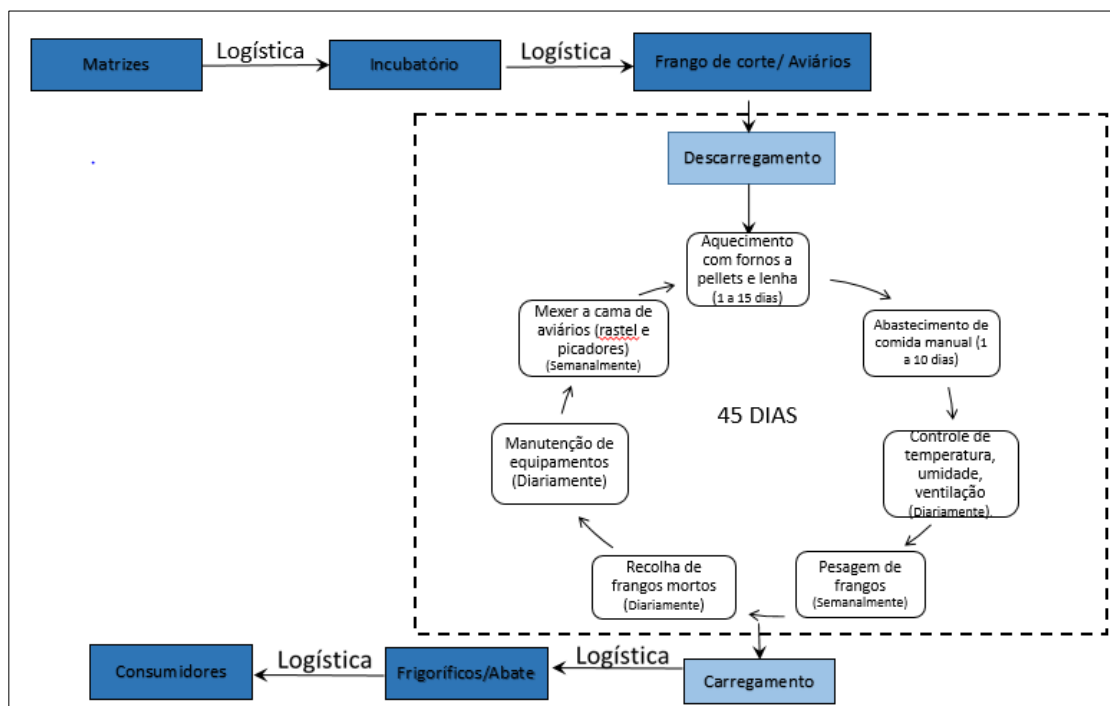 Matrizes
Logística
Incubatório
Logística
Frango de corte/ Aviários
Descarregamento
Aquecimento
com fornos a
pellets e lenha
(1 a 15 dias)
Abastecimento de
comida manual (1
a 10 dias)
Controle de
temperatura,
umidade,
ventilação
(Diariamente).
Pesagem de
frangos
(Semanalmente)
Recolha de
frangos mortos
(Diariamente)
Manutenção de
equipamentos
(Diariamente)
Mexer a cama de
aviários (rastel e
picadores)
(Semanalmente)
45 DIAS
Carregamento
Logística
Frigoríficos/Abate
Logística
Consumidores